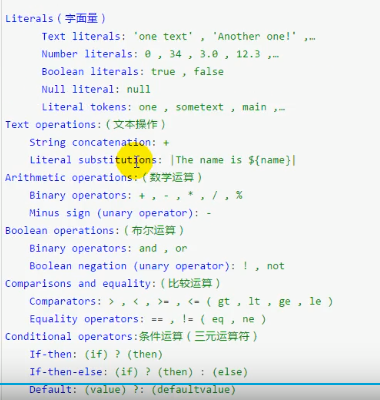 Literals（字面量）
Text literals: 'one text' , 'Another one!' ,…
Number literals: 0 , 34 , 3.0 , 12.3 ,…
Boolean literals: true , false
Null literal: null
Literal tokens: one , sometext , main ,…
Text operations:（文本操作）
String concatenation: +
Literal substitutions: |The name is ${name}|
Arithmetic operations:（数学运算）
Binary operators: + , - , * , / , %
Minus sign (unary operator): -
Boolean operations:（布尔运算）
Binary operators: and , or
Boolean negation (unary operator): ! , not
Comparisons and equality:（比较运算）
Comparators: > , < , >= , <= ( gt , lt , ge , le )
Equality operators: == , != ( eq , ne )
Conditional operators:条件运算（三元运算符）
If-then: (if) ? (then)
If-then-else: (if) ? (then) : (else)
Default: (value) ?: (defaultvalue)